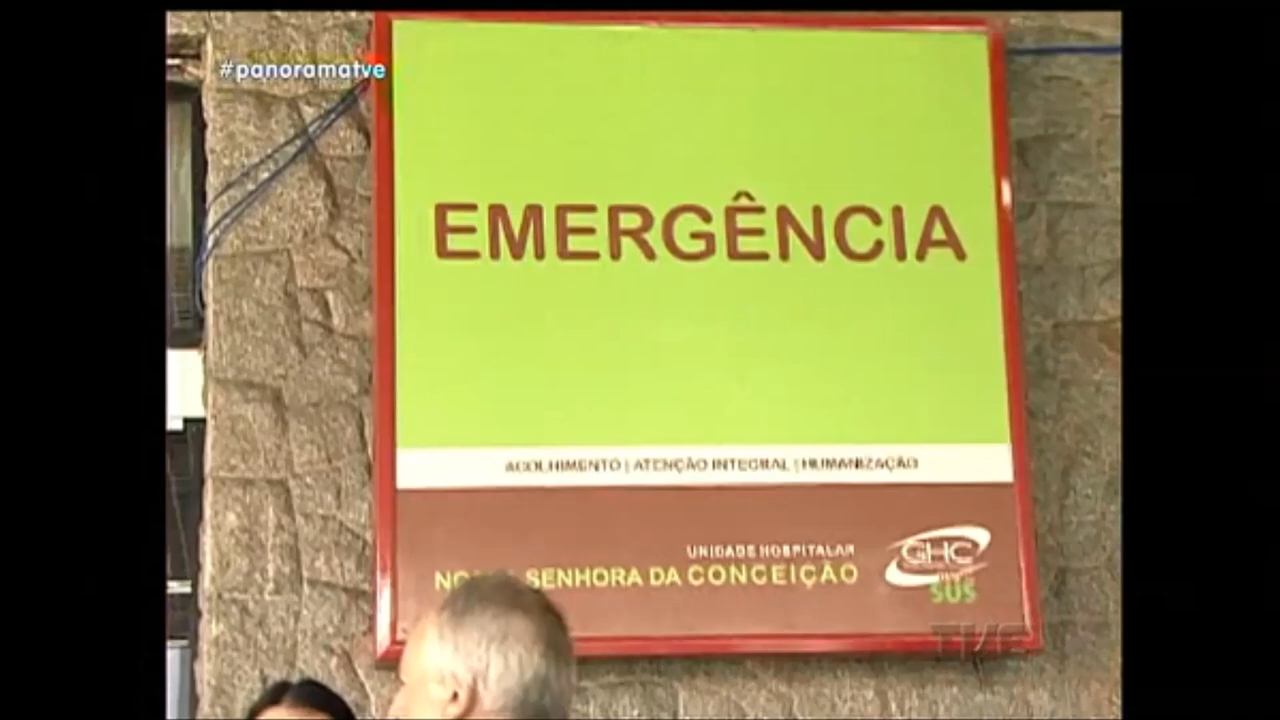 #panoramatve
EMERGÊNCIA
ACOLHIMENTO | ATENÇÃO INTEGRAL | HUMANIZAÇÃO
UNIDADE HOSPITALAR
SENHORA DA CONCEIÇÃO
GHC
SUS
TVE